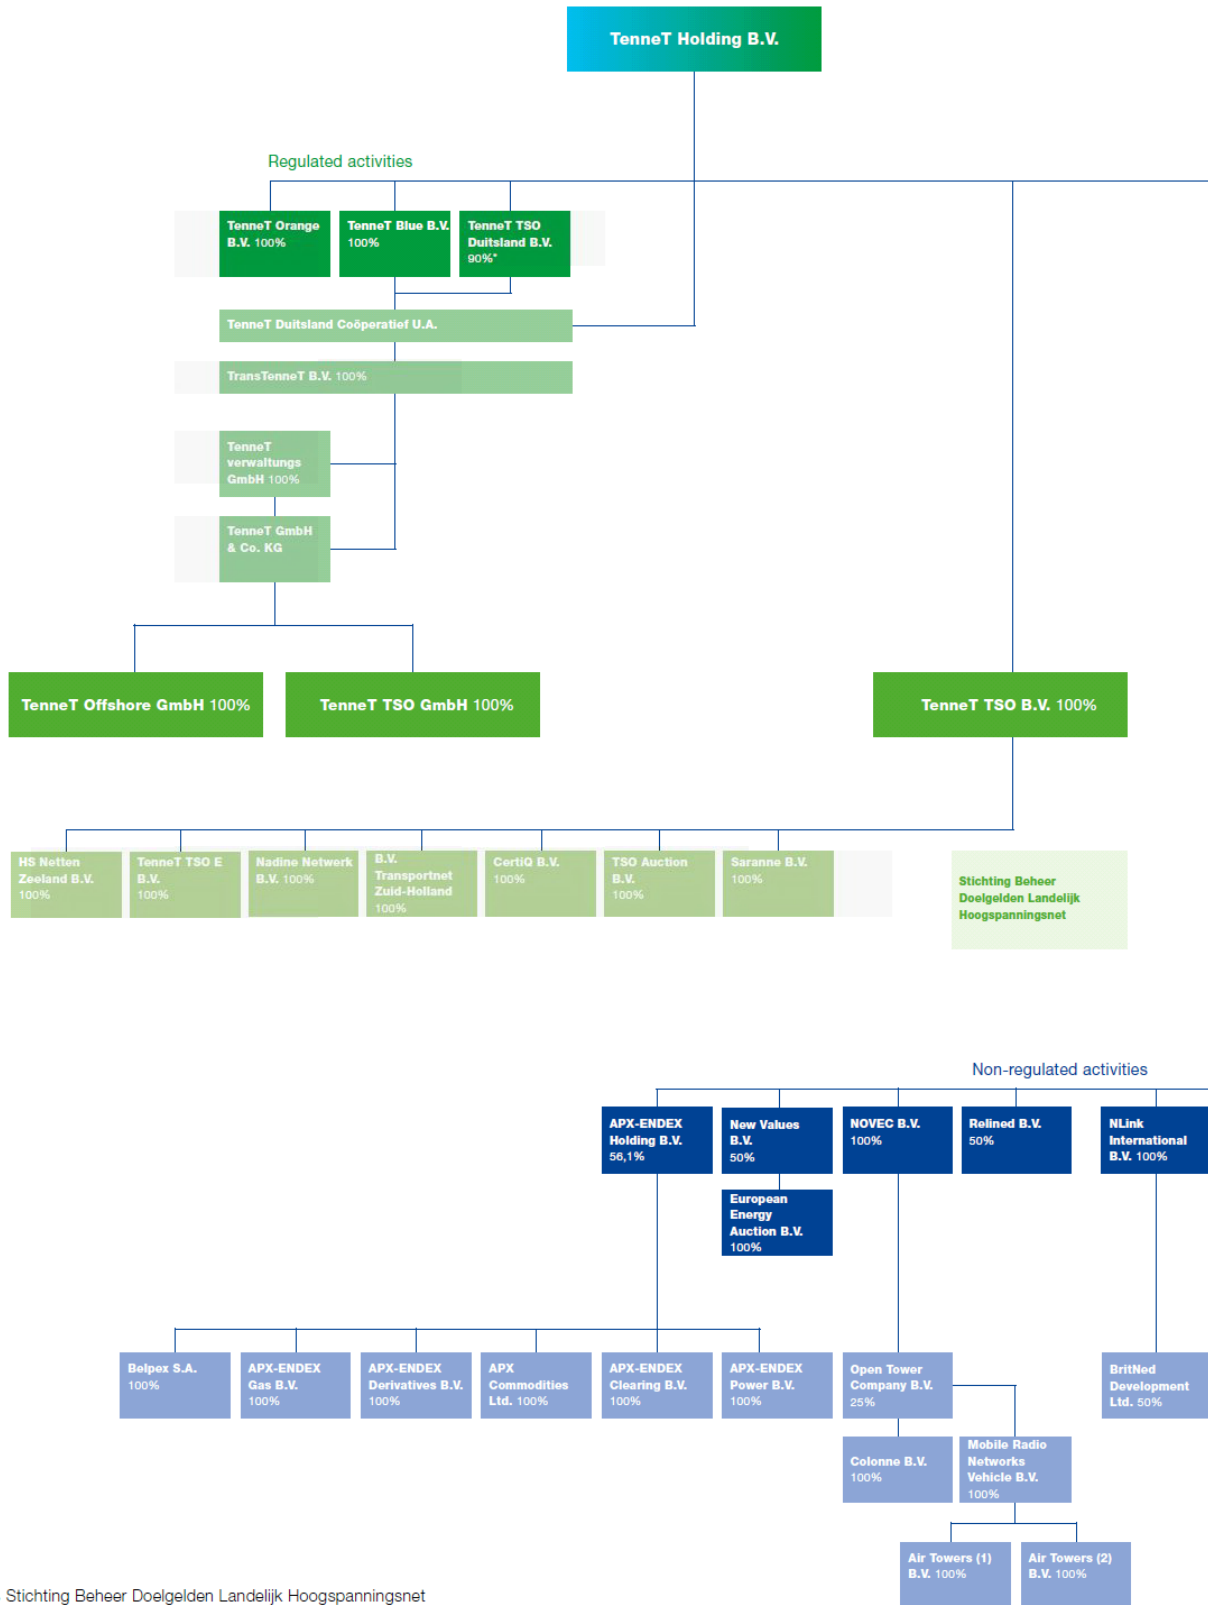 TenneT Holding B.V.
Regulated activities
TenneT Orange
B.V. 100%
TenneT Blue B.V.
100%
TenneT TSO
Duitsland B.V.
90%*
TenneT Duitsland Coöperatief U.A.
TransTenneT B.V. 100%
TenneT
verwaltungs
GmbH 100%
TenneT GmbH
& Co. KG
TenneT Offshore GmbH 100%
TenneT TSO GmbH 100%
TenneT TSO B.V. 100%
HS Netten
Zeeland B.V.
100%
TenneT TSO E
B.V.
100%
Nadine Netwerk
B.V. 100%
B.V.
Transportnet
Zuid-Holland
100%
CertiQ B.V.
100%
TSO Auction
B.V.
100%
Saranne B.V.
100%
Stichting Beheer
Doelgelden Landelijk
Hoogspanningsnet
Non-regulated activities
APX-ENDEX
Holding B.V.
56,1%
New Values
B.V.
50%
NOVEC B.V.
100%
Relined B.V.
50%
NLink
International
B.V. 100%
European
Energy
Auction B.V.
100%
Belpex S.A.
100%
APX-ENDEX
Gas B.V.
100%
APX-ENDEX
Derivatives B.V.
100%
APX
Commodities
Ltd. 100%
APX-ENDEX
Clearing B.V.
100%
APX-ENDEX
Power B.V.
100%
Open Tower
Company B.V.
25%
BritNed
Development
Ltd. 50%
Colonne B.V.
100%
Mobile Radio
Networks
Vehicle B.V.
100%
Air Towers (1)
B.V. 100%
Air Towers (2)
B.V. 100%
Stichting Beheer Doelgelden Landelijk Hoogspanningsnet